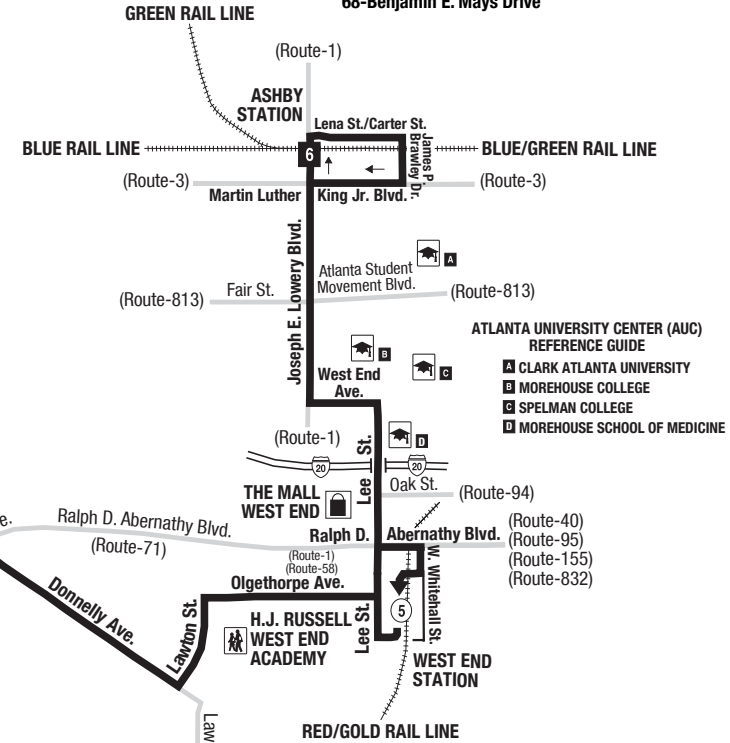 68-Benjamin E. Mays Drive
GREEN RAIL LINE
(Route-1)
ASHBY
STATION
Lena St./Carter St.
BLUE RAIL LINE
6
James P.
Brawley Dr.
BLUE/GREEN RAIL LINE
(Route-3)
Martin Luther King Jr. Blvd.
(Route-3)
Joseph E. Lowery Blvd.
A
Atlanta Student
Movement Blvd.
(Route-813)
Fair St.
(Route-813)
ATLANTA UNIVERSITY CENTER (AUC)
REFERENCE GUIDE
A CLARK ATLANTA UNIVERSITY
B MOREHOUSE COLLEGE
C SPELMAN COLLEGE
D MOREHOUSE SCHOOL OF MEDICINE
B
C
West End
Ave.
(Route-1)
D
20
20
Lee St.
Oak St.
(Route-94)
THE MALL
WEST END
e.
Ralph D. Abernathy Blvd.
(Route-71)
Ralph D. Abernathy Blvd.
(Route-40)
(Route-95)
(Route-155)
(Route-832)
(Route-1)
(Route-58)
Olgethorpe Ave.
W. Whitehall St.
5
Donnelly Ave.
Lawton St.
H.J. RUSSELL
WEST END
ACADEMY
Lee St.
WEST END
STATION
Law
RED/GOLD RAIL LINE